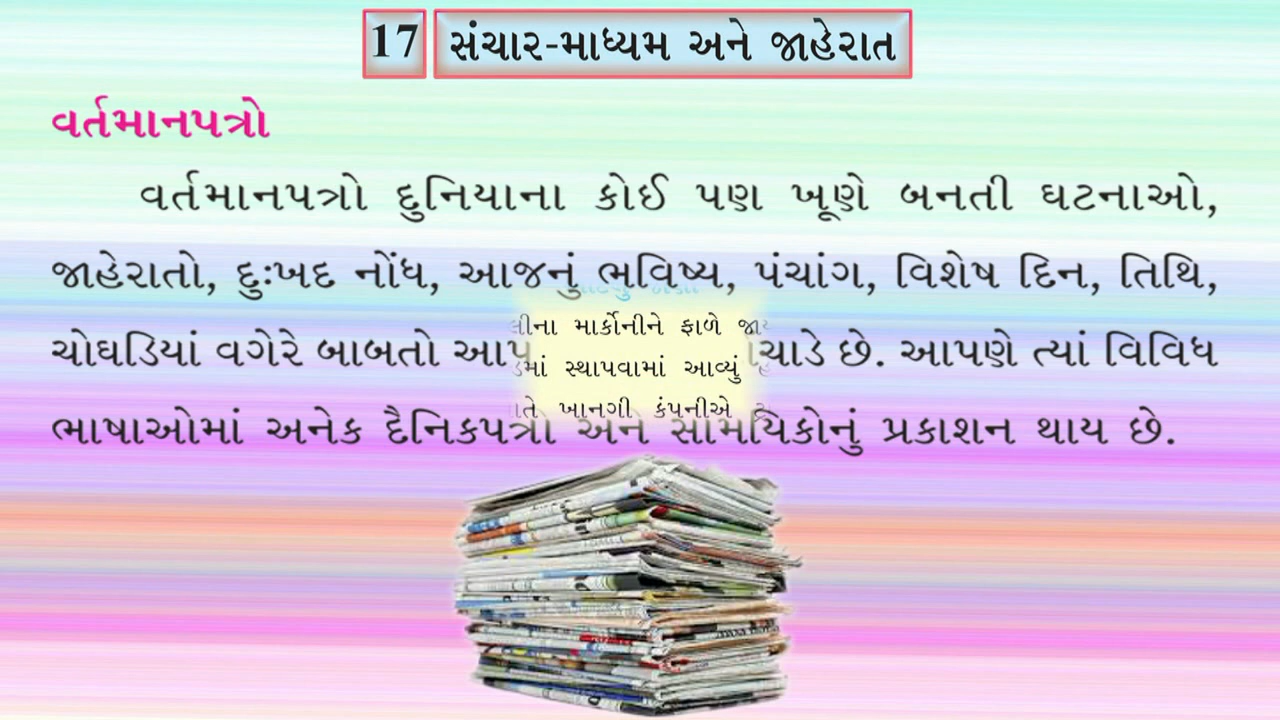 17 સંચાર-માધ્યમ અને જાહેરાત
વર્તમાનપત્રો
વર્તમાનપત્રો દુનિયાના કોઈ પણ ખૂણે બનતી ઘટનાઓ,
જાહેરાતો, દુઃખદ નોંધ, આજનું ભવિષ્ય, પંચાંગ, વિશેષ દિન, તિથિ,
માર્કોનીને ફાળે
ચોઘડિયાં વગેરે બાબતો છે. આપણે ત્યાં વિવિધ
સ્થાપવામાં આવ્યું
ખાનગી કંપનીએ
ભાષાઓમાં અનેક દૈનિકપત્રો અને સામયિકોનું પ્રકાશન થાય છે.